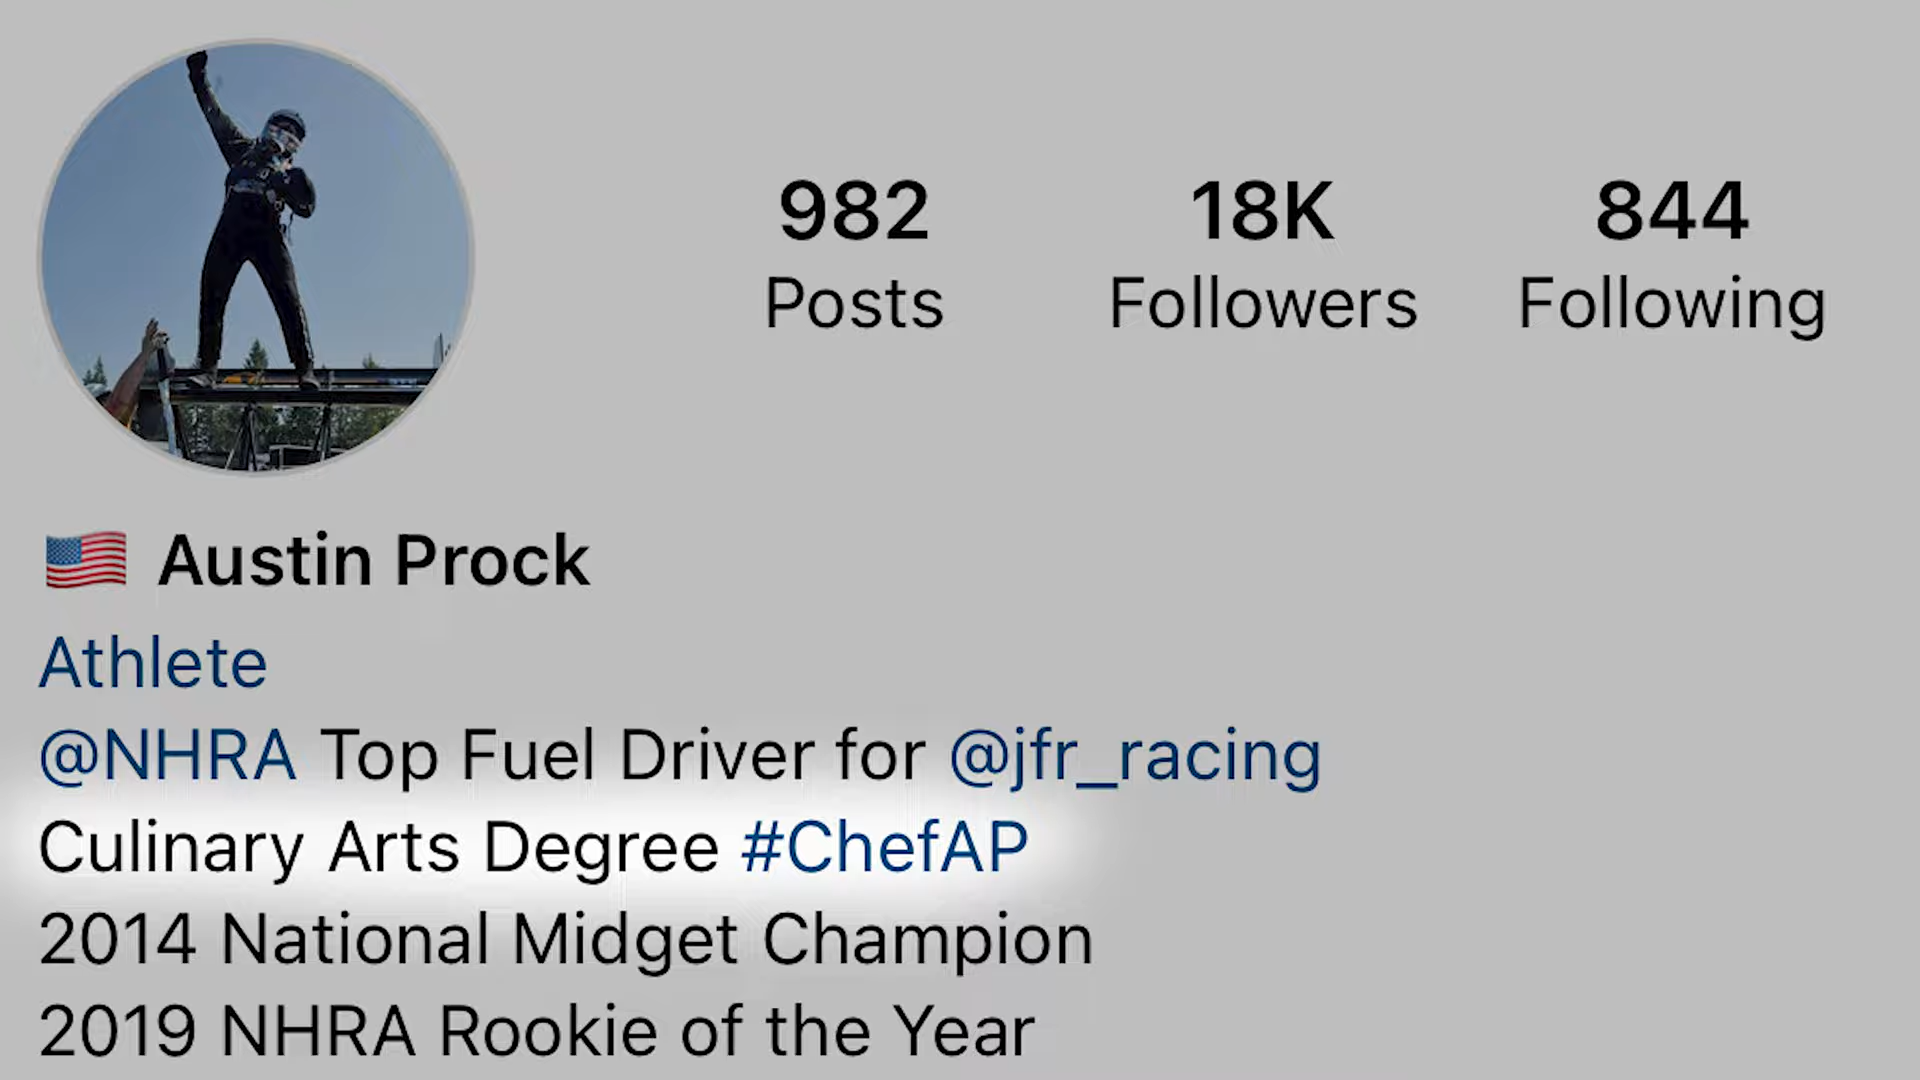 982 18K 844
Posts Followers Following
🇺🇸 Austin Prock
Athlete
@NHRA Top Fuel Driver for @jfr_racing
Culinary Arts Degree #ChefAP
2014 National Midget Champion
2019 NHRA Rookie of the Year